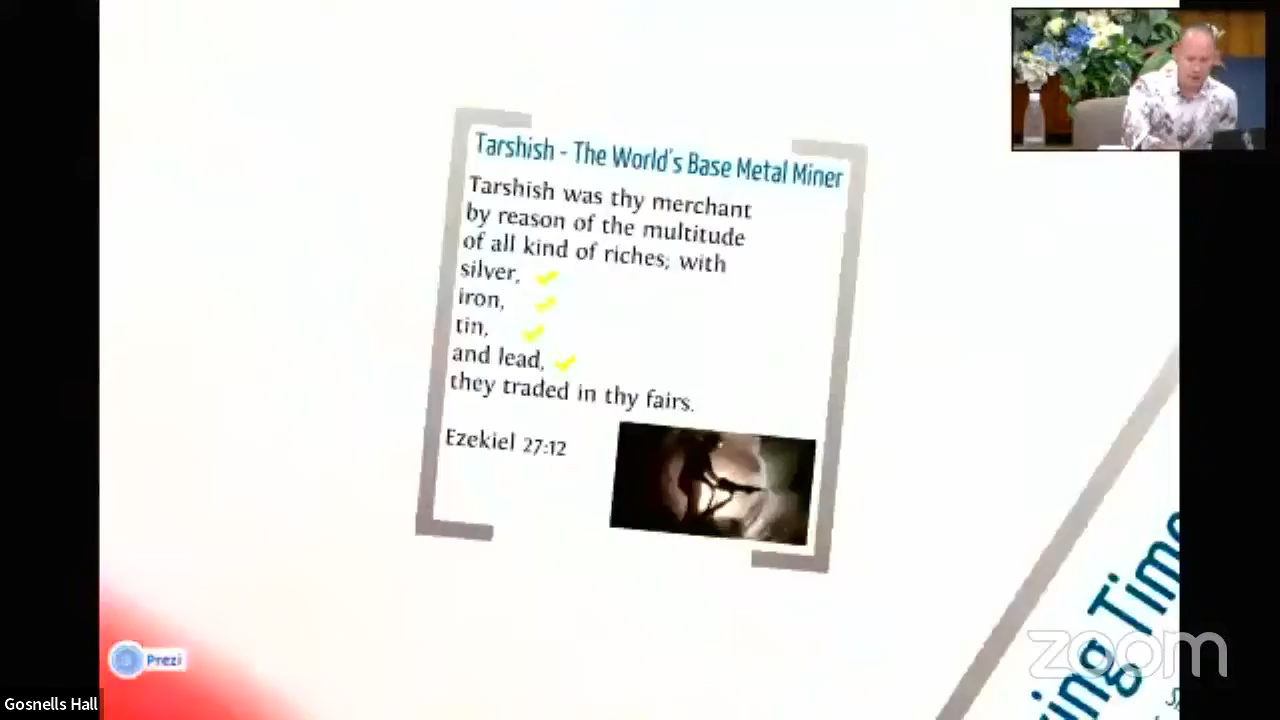 Tarshish - The World's Base Metal Miner
Tarshish was thy merchant
by reason of the multitude
of all kind of riches; with
silver,
iron,
tin,
and lead,
they traded in thy fairs.
Ezekiel 27:12
Prezi
Gosnells Hall
zoom